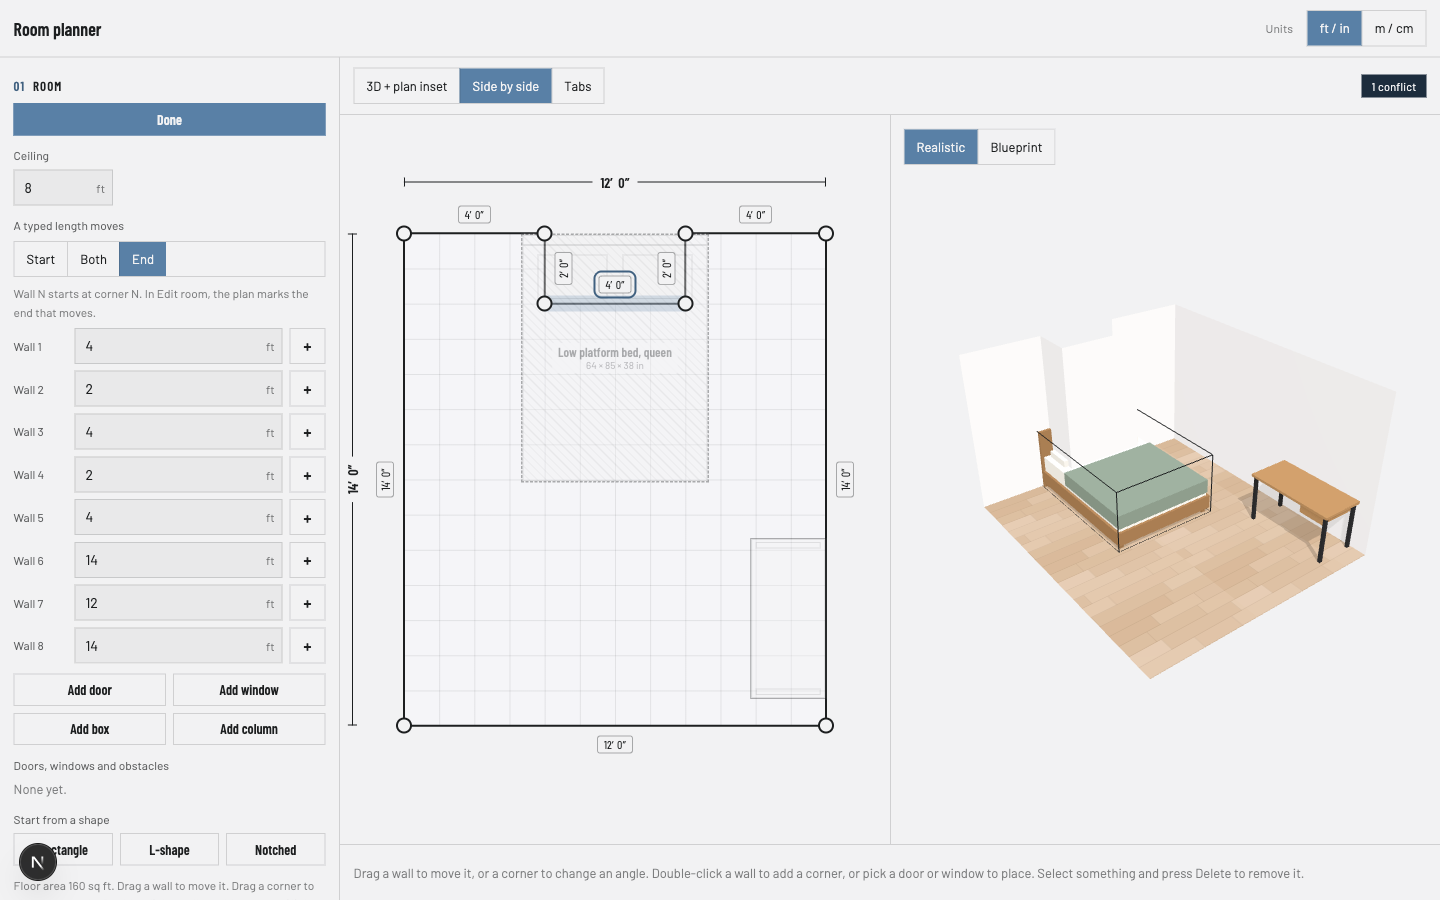 Room planner
Units
ft / in
m / cm
01 ROOM
Done
Ceiling
8 ft
A typed length moves
Start
Both
End
Wall N starts at corner N. In Edit room, the plan marks the
end that moves.
Wall 1 4 ft +
Wall 2 2 ft +
Wall 3 4 ft +
Wall 4 2 ft +
Wall 5 4 ft +
Wall 6 14 ft +
Wall 7 12 ft +
Wall 8 14 ft +
Add door
Add window
Add box
Add column
Doors, windows and obstacles
None yet.
Start from a shape
ctangle
L-shape
Notched
N
Floor area 160 sq ft. Drag a wall to move it. Drag a corner to
3D + plan inset
Side by side
Tabs
1 conflict
12′ 0″
4′ 0″
4′ 0″
2′ 0″
4′ 0″
2′ 0″
Low platform bed, queen
64 × 85 × 38 in
14′ 0″
14′ 0″
14′ 0″
12′ 0″
Realistic
Blueprint
Drag a wall to move it, or a corner to change an angle. Double-click a wall to add a corner, or pick a door or window to place. Select something and press Delete to remove it.